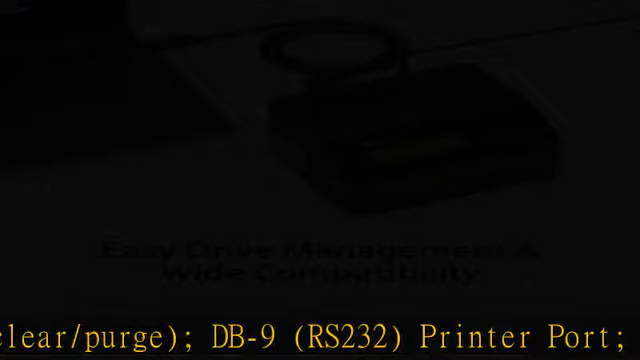 Easy Drive Management &
Wide Compatibility
clear/purge); DB-9 (RS232) Printer Port;